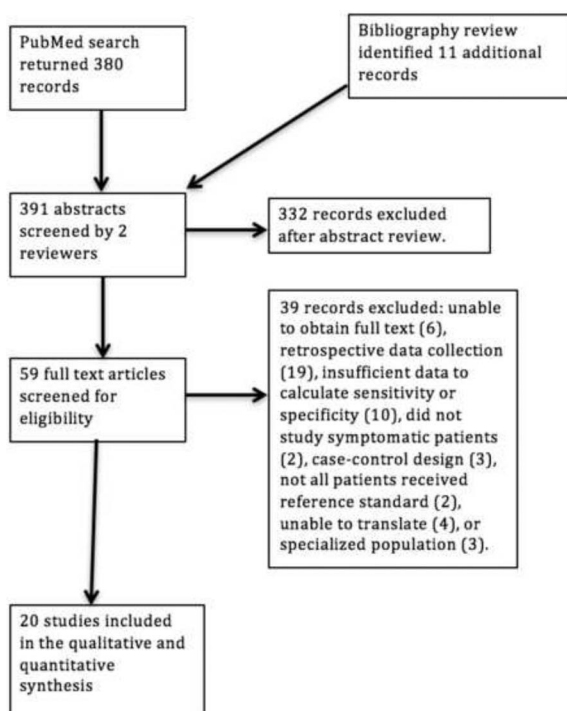 PubMed search
returned 380
records
Bibliography review
identified 11 additional
records
391 abstracts
screened by 2
reviewers
332 records excluded
after abstract review.
59 full text articles
screened for
eligibility
39 records excluded: unable
to obtain full text (6),
retrospective data collection
(19), insufficient data to
calculate sensitivity or
specificity (10), did not
study symptomatic patients
(2), case-control design (3),
not all patients received
reference standard (2),
unable to translate (4), or
specialized population (3).
20 studies included
in the qualitative and
quantitative
synthesis